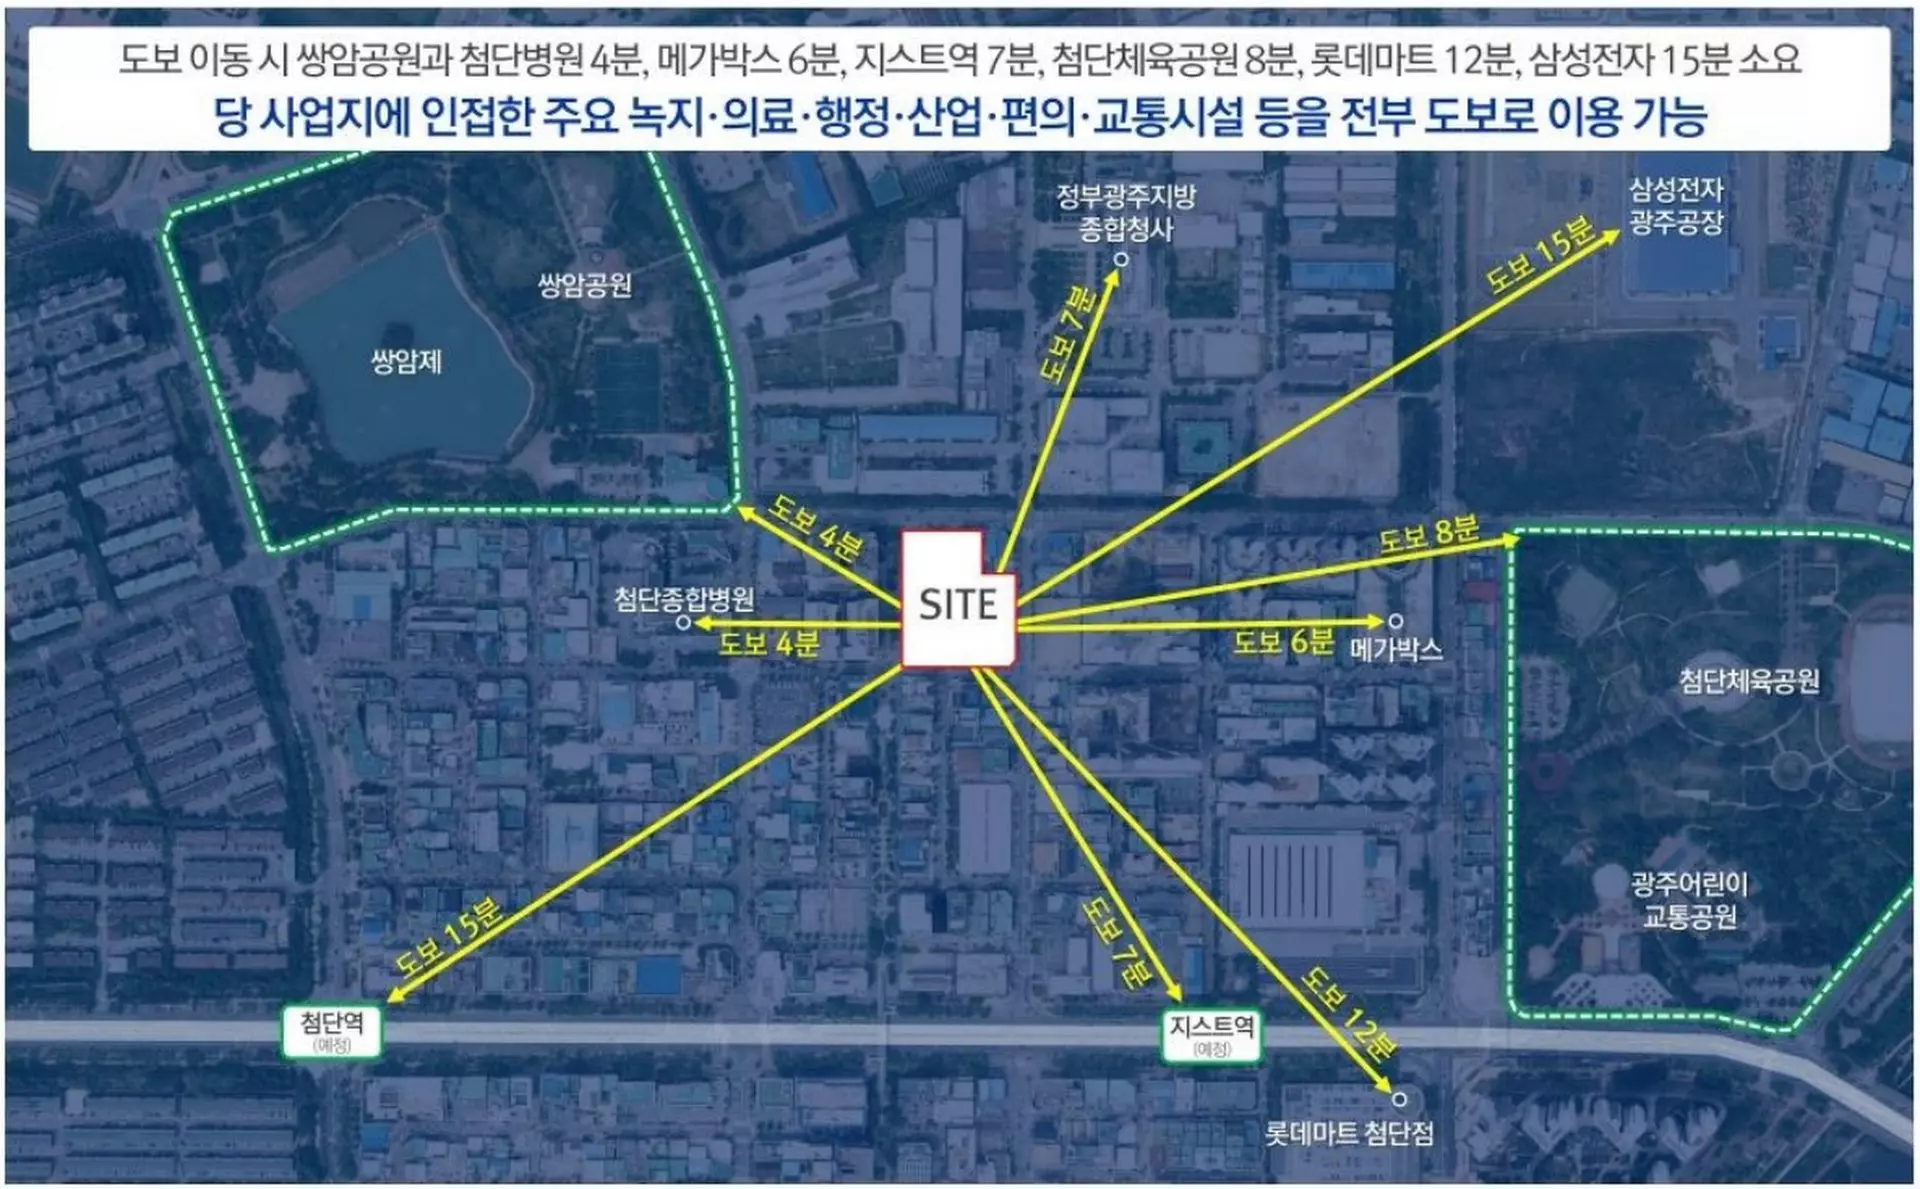 도보 이동 시 쌍암공원과 첨단병원 4분, 메가박스 6분, 지스트역 7분, 첨단체육공원 8분, 롯데마트 12분, 삼성전자 15분 소요
당 사업지에 인접한 주요 녹지·의료·행정·산업·편의·교통시설 등을 전부 도보로 이용 가능
정부광주지방
종합청사
삼성전자
광주공장
도보 15분
쌍암공원
도보 7분
쌍암제
도보 4분
도보 8분
첨단종합병원
SITE
도보 4분
도보 6분
메가박스
첨단체육공원
광주어린이
교통공원
도보 15분
도보 7분
도보 12분
첨단역
(예정)
지스트역
(예정)
롯데마트 첨단점